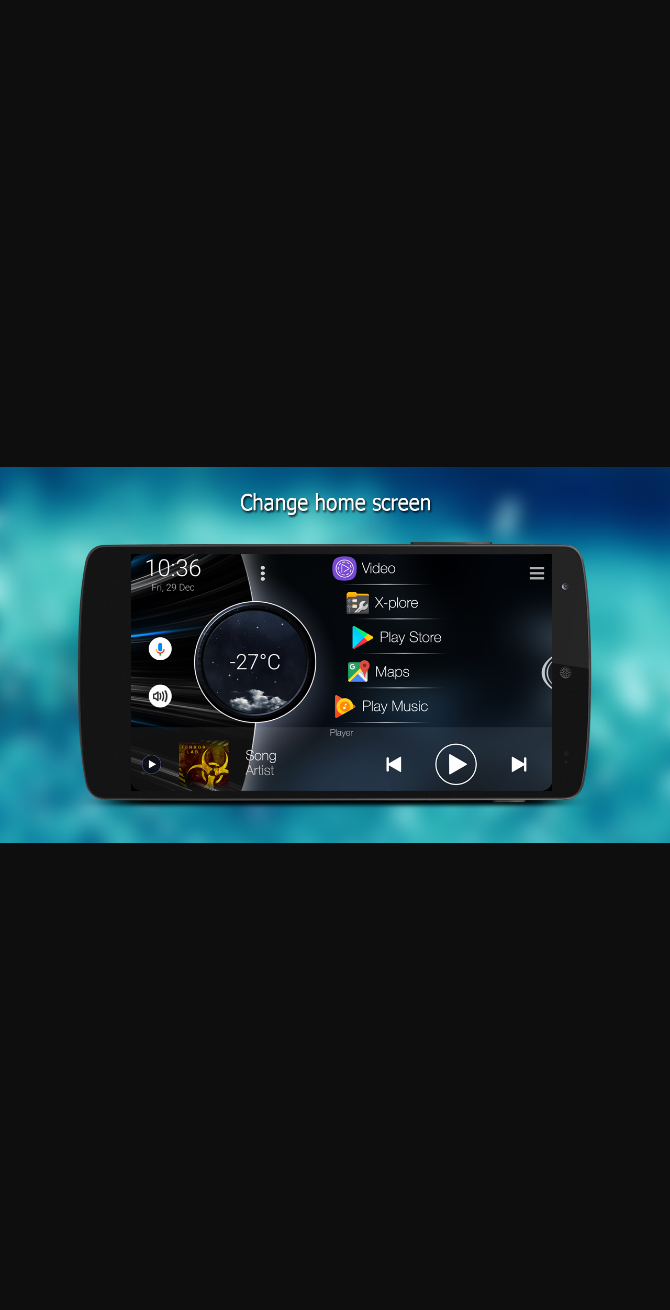 Change home screen
10:36
Fri, 29 Dec
-27°C
Video
X-plore
Play Store
Maps
Play Music
Player
Song
Artist